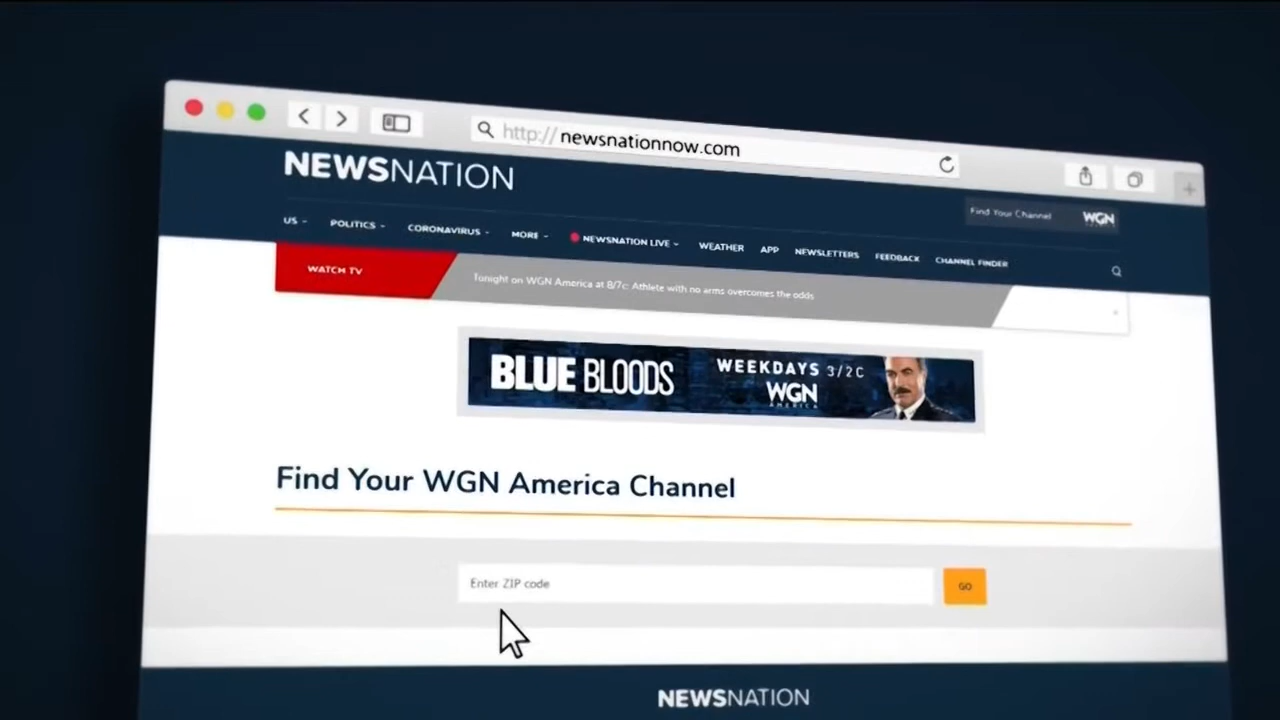 http://newsnationnow.com
NEWSNATION
Find Your Channel WGN
US POLITICS CORONAVIRUS MORE NEWSNATION LIVE WEATHER APP NEWSLETTERS FEEDBACK CHANNEL FINDER
WATCH TV
Tonight on WGN America at 8/7c: Athlete with no arms overcomes the odds
BLUE BLOODS
WEEKDAYS 3/2C
WGN
AMERICA
Find Your WGN America Channel
Enter ZIP code
GO
NEWSNATION